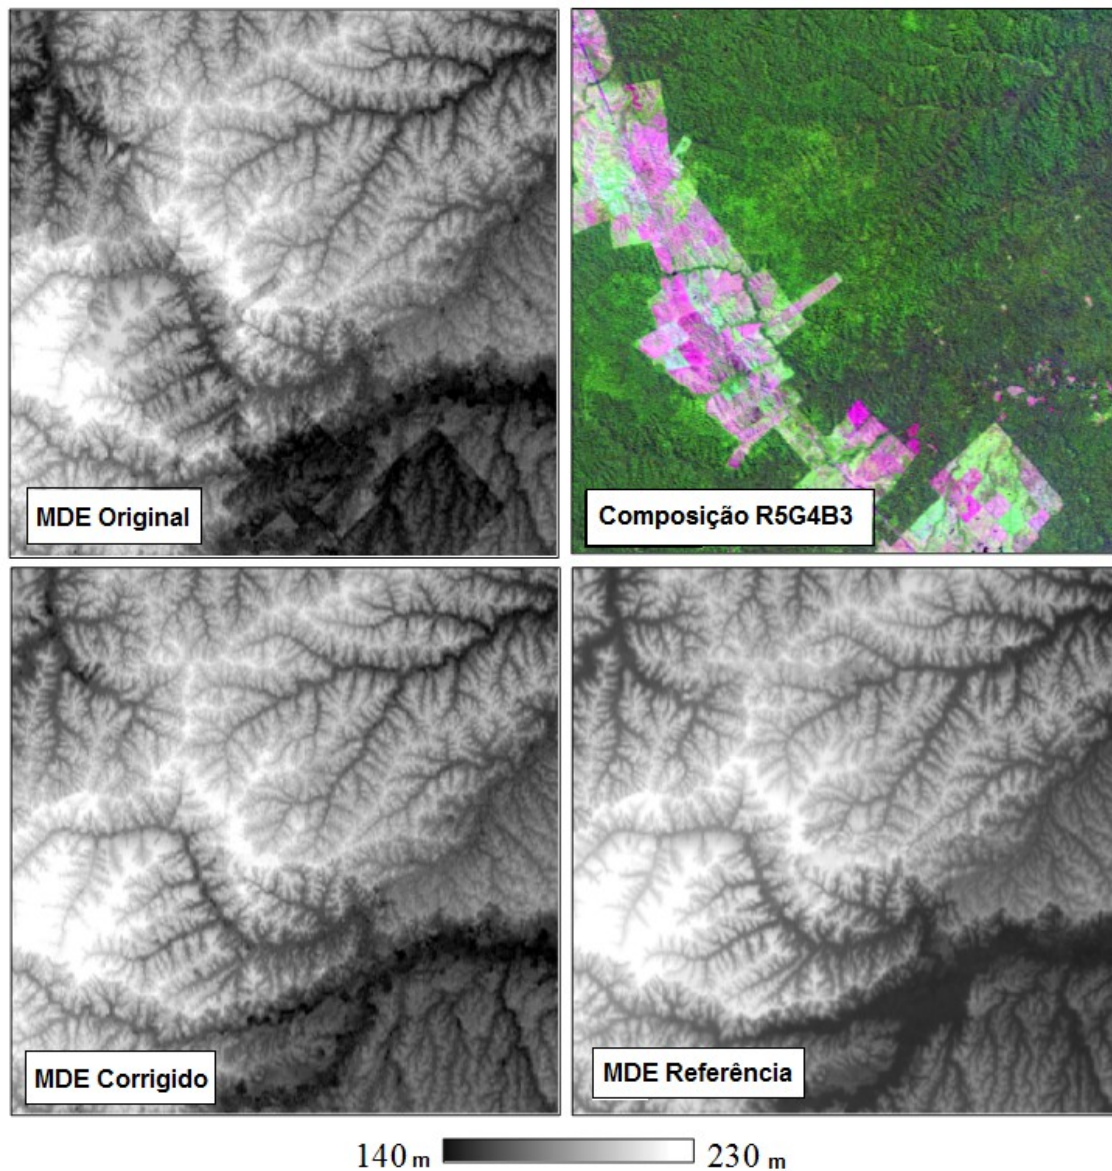 MDE Original
Composição R5G4B3
MDE Corrigido
MDE Referência
140 m 230 m